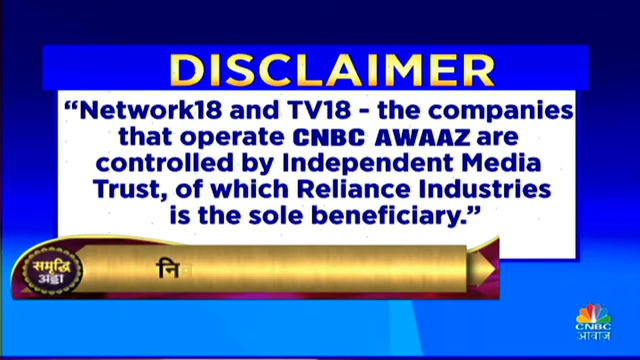 DISCLAIMER
“Network18 and TV18 - the companies
that operate CNBC AWAAZ are
controlled by Independent Media
Trust, of which Reliance Industries
is the sole beneficiary.”
समृद्धि
अड्डा
नि
CNBC
आवाज़